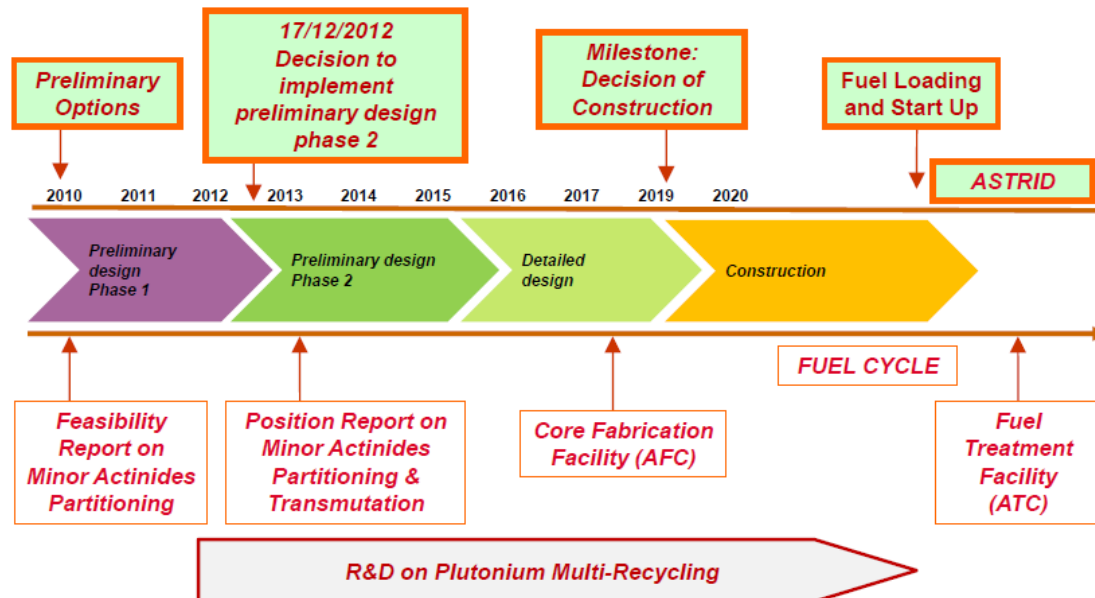 Preliminary
Options
17/12/2012
Decision to
implement
preliminary design
phase 2
Milestone:
Decision of
Construction
Fuel Loading
and Start Up
ASTRID
2010 2011 2012 2013 2014 2015 2016 2017 2019 2020
Preliminary
design
Phase 1
Preliminary design
Phase 2
Detailed
design
Construction
FUEL CYCLE
Feasibility
Report on
Minor Actinides
Partitioning
Position Report on
Minor Actinides
Partitioning &
Transmutation
Core Fabrication
Facility (AFC)
Fuel
Treatment
Facility
(ATC)
R&D on Plutonium Multi-Recycling